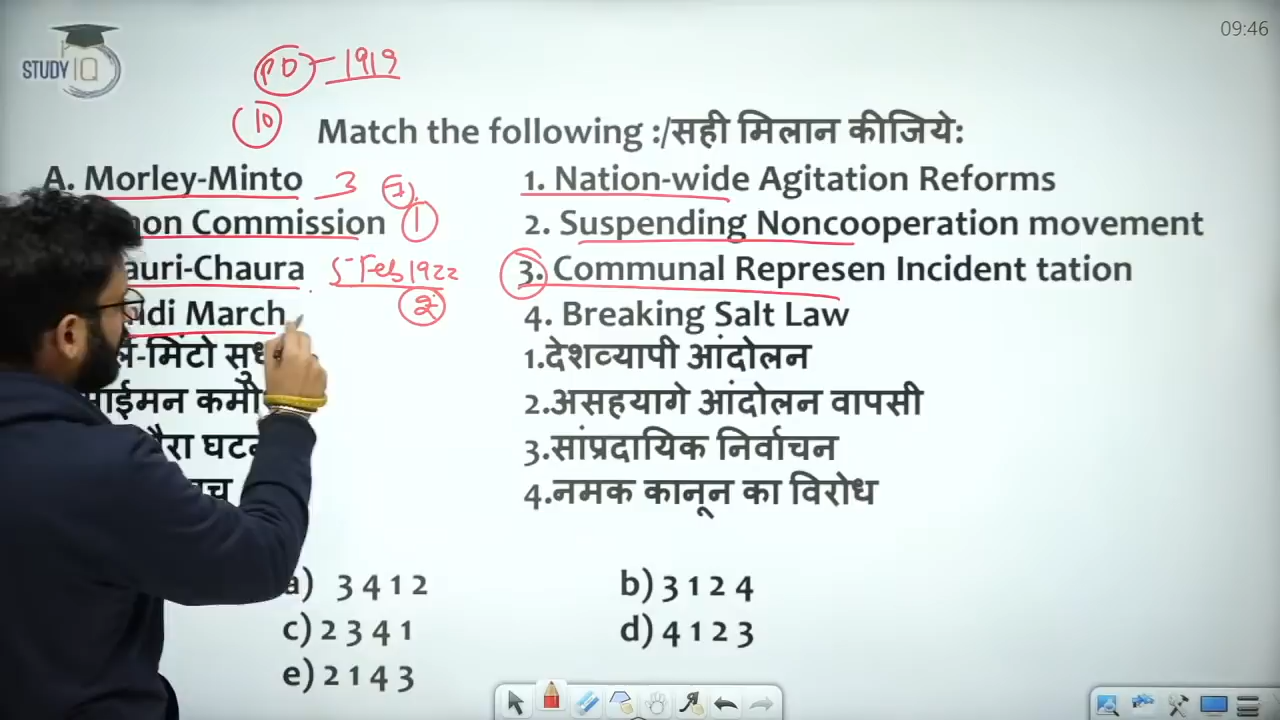 09:46
STUDY IQ
1919
10
Match the following :/सही मिलान कीजिये:
A. Morley-Minto 3
1. Nation-wide Agitation Reforms
mon Commission 1
2. Suspending Noncooperation movement
auri-Chaura 5 Feb 1922
3. Communal Represen Incident tation
di March 2
4. Breaking Salt Law
-मिंटो सु
1.देशव्यापी आंदोलन
ईमन कमी
2.असहयागे आंदोलन वापसी
रा घट
3.सांप्रदायिक निर्वाचन
र्च
4.नमक कानून का विरोध
a) 3 4 1 2
b) 3 1 2 4
c) 2 3 4 1
d) 4 1 2 3
e) 2 1 4 3